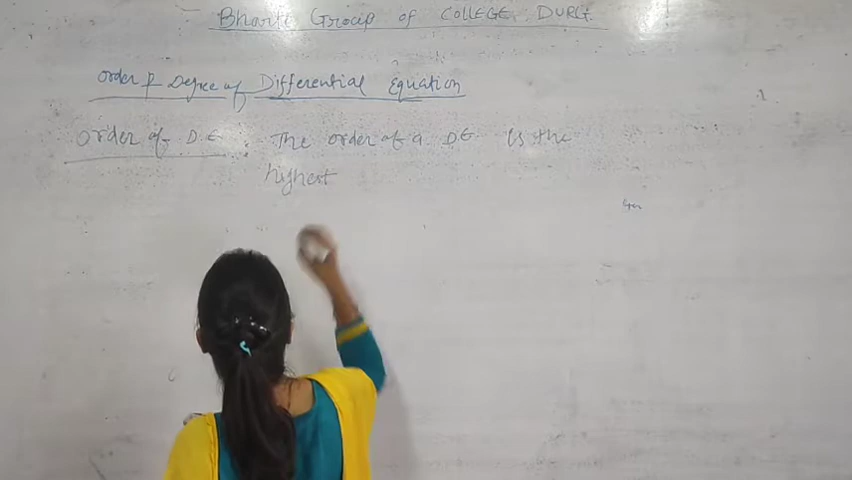 Bharti Group of COLLEGE DURG
Order & Degree of Differential Equation
Order of D.E. The order of a DE is the
highest